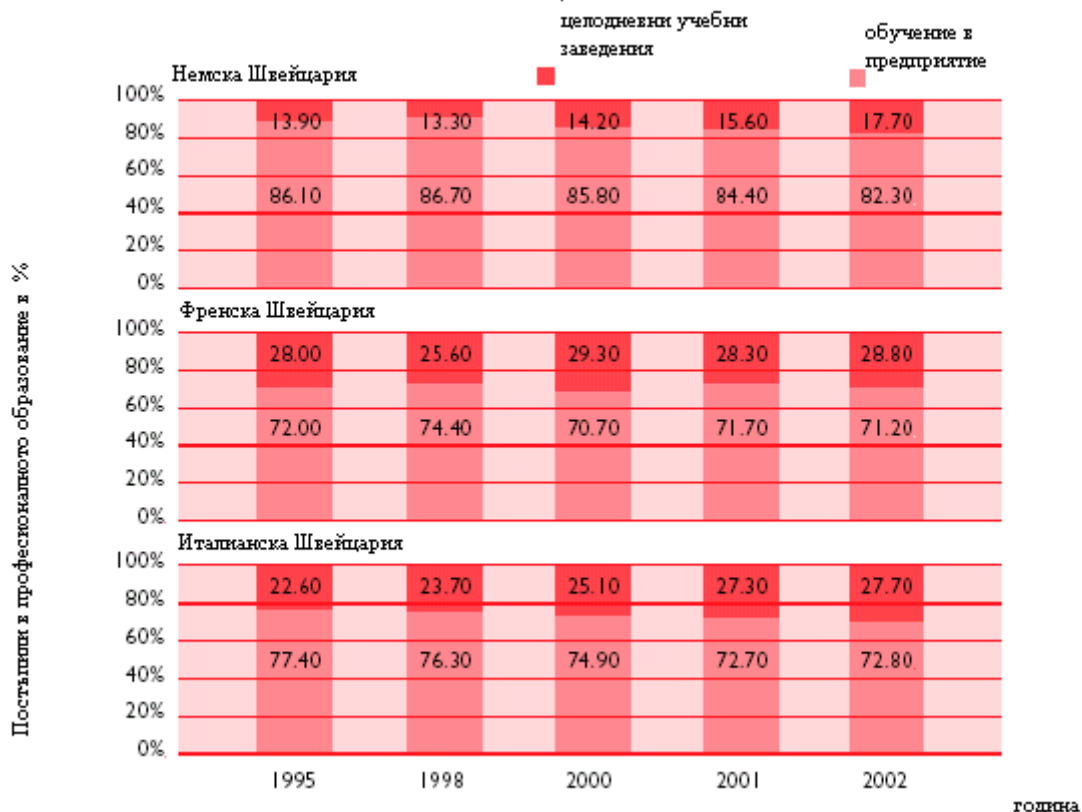 целодневни учебни
заведения
обучение в
предприятие
Немска Швейцария
100%
80%
60%
40%
20%
0%
13.90 13.30 14.20 15.60 17.70
86.10 86.70 85.80 84.40 82.30
Френска Швейцария
100%
80%
60%
40%
20%
0%
28.00 25.60 29.30 28.30 28.80
72.00 74.40 70.70 71.70 71.20
Италианска Швейцария
100%
80%
60%
40%
20%
0%
22.60 23.70 25.10 27.30 27.70
77.40 76.30 74.90 72.70 72.80
1995 1998 2000 2001 2002
година
Постъпили в професионалното образование в %